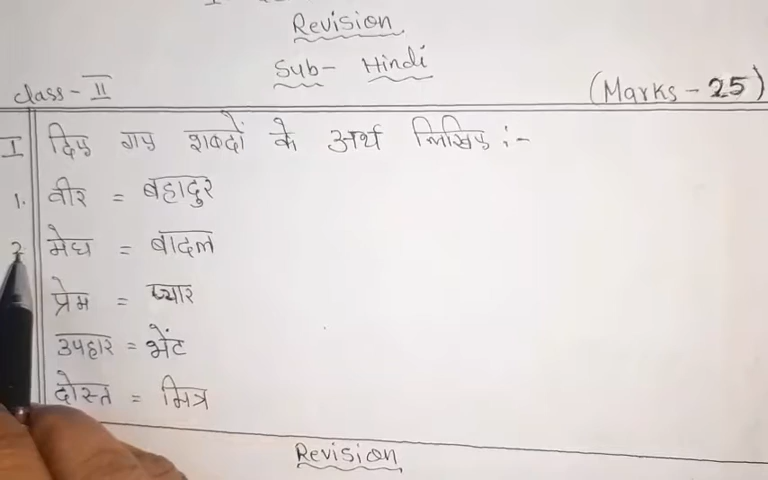 Revision
Sub- Hindi
class - II
(Marks - 25)
I दिए गए शब्दों के अर्थ लिखिए :-
1. वीर = बहादुर
2. मेघ = बादल
प्रेम = प्यार
उपहार = भेंट
दोस्त = मित्र
Revision